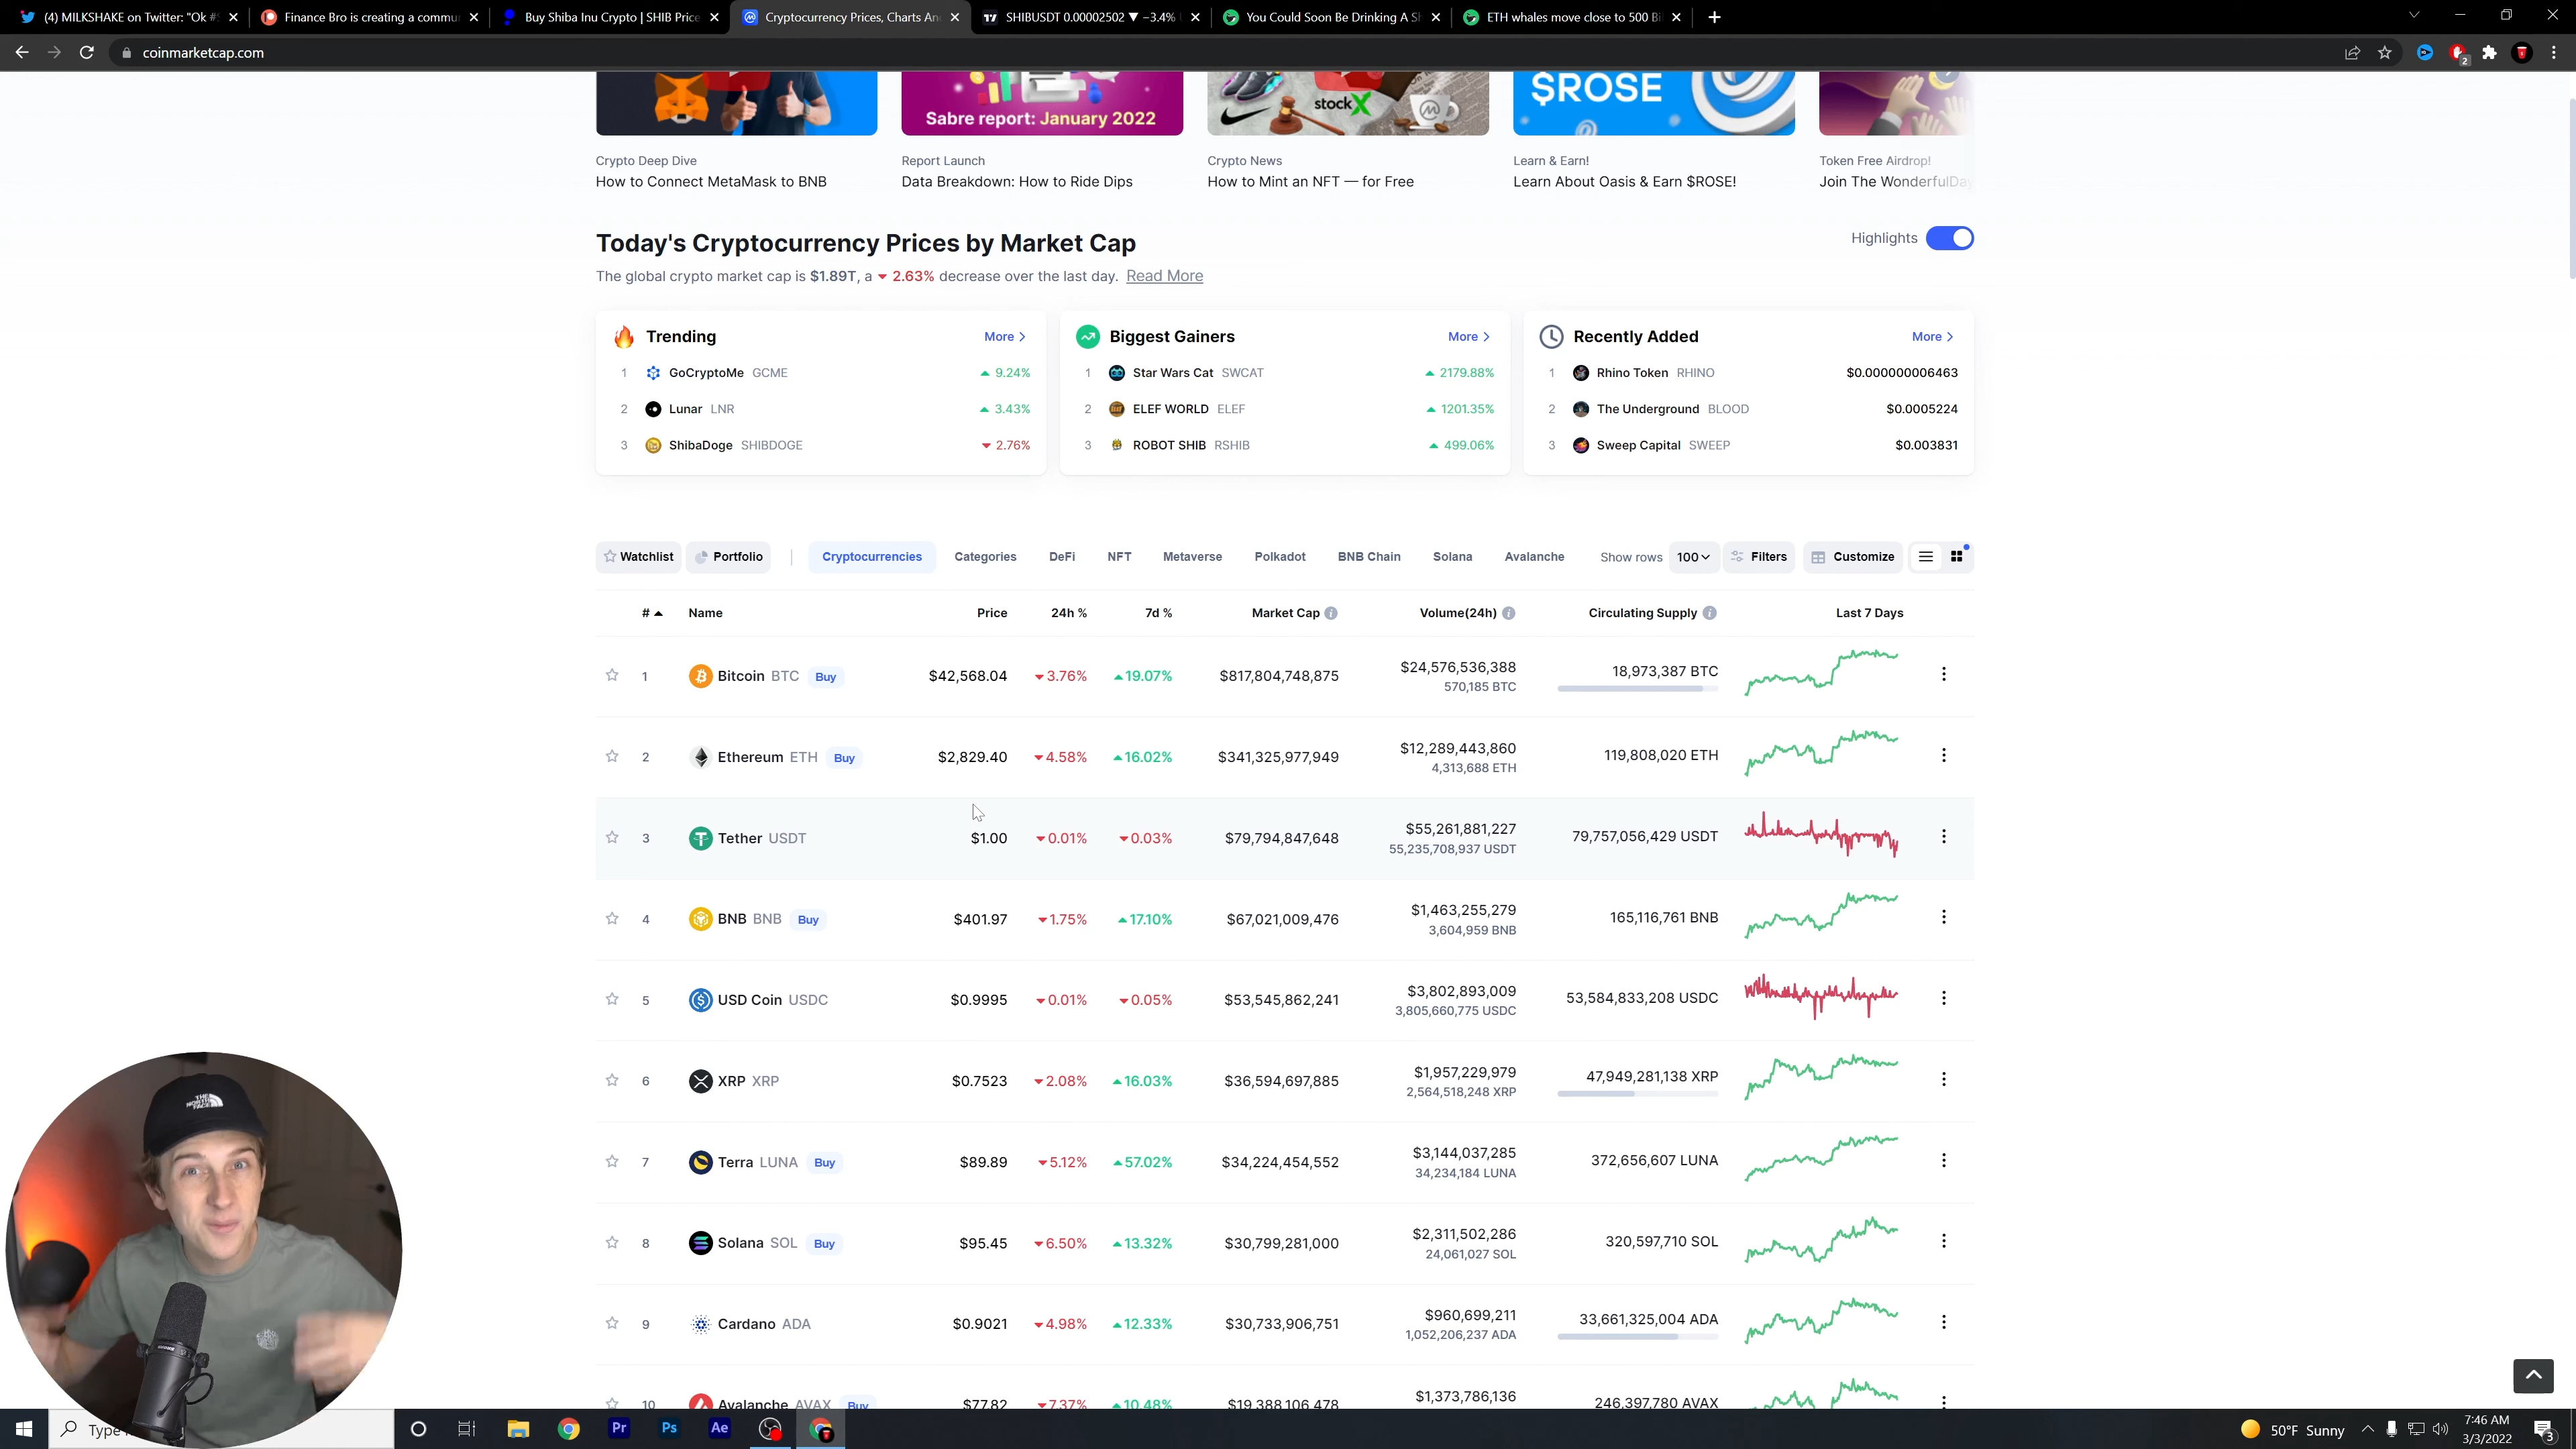 (4) MILKSHAKE on Twitter: "Ok #S
Finance Bro is creating a commu
Buy Shiba Inu Crypto | SHIB Price
Cryptocurrency Prices, Charts An
SHIBUSDT 0.00002502 ▼ −3.4%
You Could Soon Be Drinking A Sh
ETH whales move close to 500 Bil
coinmarketcap.com
2
Sabre report: January 2022
stockX
$ROSE
Crypto Deep Dive
How to Connect MetaMask to BNB
Report Launch
Data Breakdown: How to Ride Dips
Crypto News
How to Mint an NFT — for Free
Learn & Earn!
Learn About Oasis & Earn $ROSE!
Token Free Airdrop!
Join The WonderfulDay
Today's Cryptocurrency Prices by Market Cap
Highlights
The global crypto market cap is $1.89T, a ▼ 2.63% decrease over the last day. Read More
Trending More >
1 GoCryptoMe GCME ▲ 9.24%
2 Lunar LNR ▲ 3.43%
3 ShibaDoge SHIBDOGE ▼ 2.76%
Biggest Gainers More >
1 Star Wars Cat SWCAT ▲ 2179.88%
2 ELEF WORLD ELEF ▲ 1201.35%
3 ROBOT SHIB RSHIB ▲ 499.06%
Recently Added More >
1 Rhino Token RHINO $0.000000006463
2 The Underground BLOOD $0.0005224
3 Sweep Capital SWEEP $0.003831
Watchlist Portfolio Cryptocurrencies Categories DeFi NFT Metaverse Polkadot BNB Chain Solana Avalanche Show rows 100 Filters Customize
# Name Price 24h % 7d % Market Cap Volume(24h) Circulating Supply Last 7 Days
1 Bitcoin BTC Buy $42,568.04 ▼3.76% ▲19.07% $817,804,748,875 $24,576,536,388 18,973,387 BTC
570,185 BTC
2 Ethereum ETH Buy $2,829.40 ▼4.58% ▲16.02% $341,325,977,949 $12,289,443,860 119,808,020 ETH
4,313,688 ETH
3 Tether USDT $1.00 ▼0.01% ▼0.03% $79,794,847,648 $55,261,881,227 79,757,056,429 USDT
55,235,708,937 USDT
4 BNB BNB Buy $401.97 ▼1.75% ▲17.10% $67,021,009,476 $1,463,255,279 165,116,761 BNB
3,604,959 BNB
5 USD Coin USDC $0.9995 ▼0.01% ▼0.05% $53,545,862,241 $3,802,893,009 53,584,833,208 USDC
3,805,660,775 USDC
6 XRP XRP $0.7523 ▼2.08% ▲16.03% $36,594,697,885 $1,957,229,979 47,949,281,138 XRP
2,564,518,248 XRP
7 Terra LUNA Buy $89.89 ▼5.12% ▲57.02% $34,224,454,552 $3,144,037,285 372,656,607 LUNA
34,234,184 LUNA
8 Solana SOL Buy $95.45 ▼6.50% ▲13.32% $30,799,281,000 $2,311,502,286 320,597,710 SOL
24,061,027 SOL
9 Cardano ADA $0.9021 ▼4.98% ▲12.33% $30,733,906,751 $960,699,211 33,661,325,004 ADA
1,052,206,237 ADA
10 Avalanche AVAX Buy $77.82 ▼7.37% ▲10.48% $19,388,106,478 $1,373,786,136 246,397,780 AVAX
THE NORTH FACE
Type
Pr Ps Ae
50°F Sunny
7:46 AM
3/3/2022
3